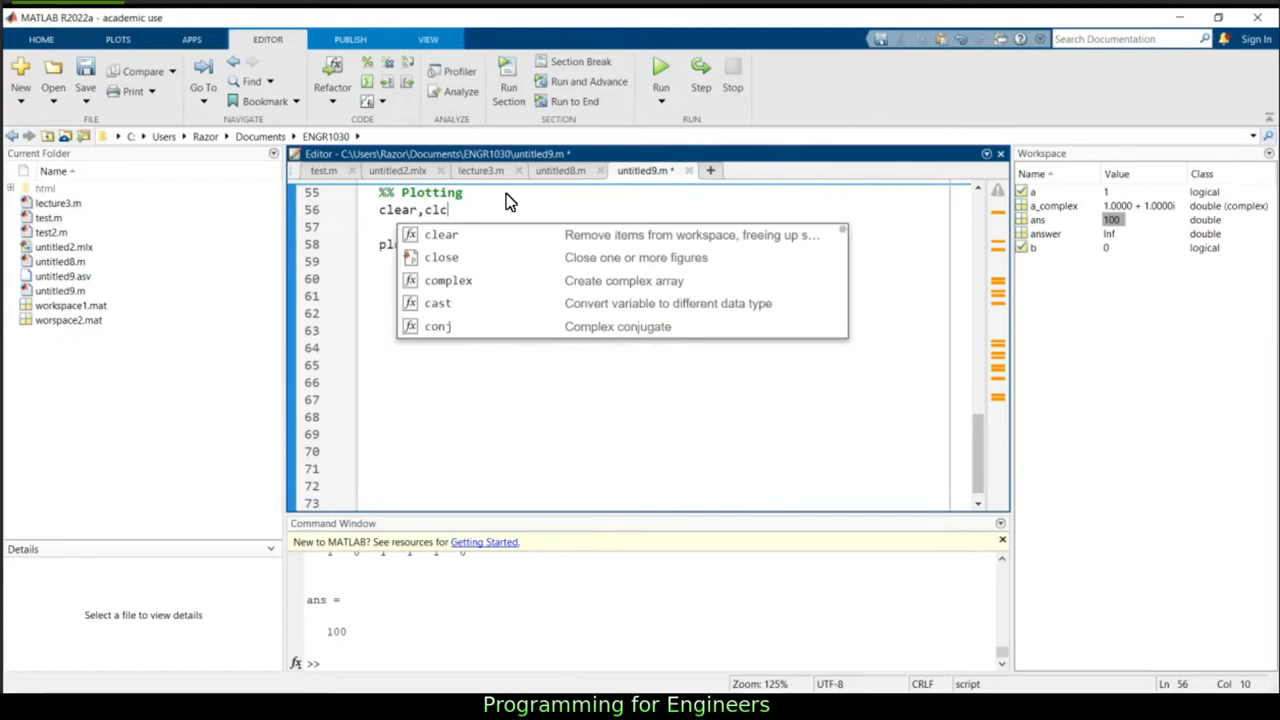 MATLAB R2022a - academic use
HOME PLOTS APPS EDITOR PUBLISH VIEW Search Documentation Sign In
New Open Save Compare Print Go To Find Bookmark Refactor Profiler Analyze Run Section Section Break Run and Advance Run to End Run Step Stop
FILE NAVIGATE CODE ANALYZE SECTION RUN
C: Users Razor Documents ENGR1030
Current Folder
Name
html
lecture3.m
test.m
test2.m
untitled2.mlx
untitled8.m
untitled9.asv
untitled9.m
workspace1.mat
worspace2.mat
Details
Select a file to view details
Editor - C:\Users\Razor\Documents\ENGR1030\untitled9.m *
test.m untitled2.mlx lecture3.m untitled8.m untitled9.m *
55 %% Plotting
56 clear,clc
57
58
59
60
61
62
63
64
65
66
67
68
69
70
71
72
73
fx clear Remove items from workspace, freeing up s…
close Close one or more figures
fx complex Create complex array
fx cast Convert variable to different data type
fx conj Complex conjugate
Command Window
New to MATLAB? See resources for Getting Started.
ans =
100
fx >>
Workspace
Name Value Class
a 1 logical
a_complex 1.0000 + 1.0000i double (complex)
ans 100 double
answer Inf double
b 0 logical
Zoom: 125% UTF-8 CRLF script Ln 56 Col 10
Programming for Engineers